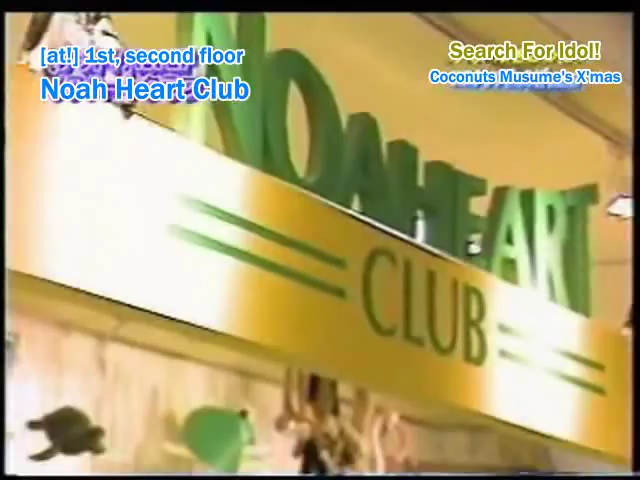 [at!] 1st, second floor
Noah Heart Club
Search For Idol!
Coconuts Musume's X'mas
NOAHEART
CLUB